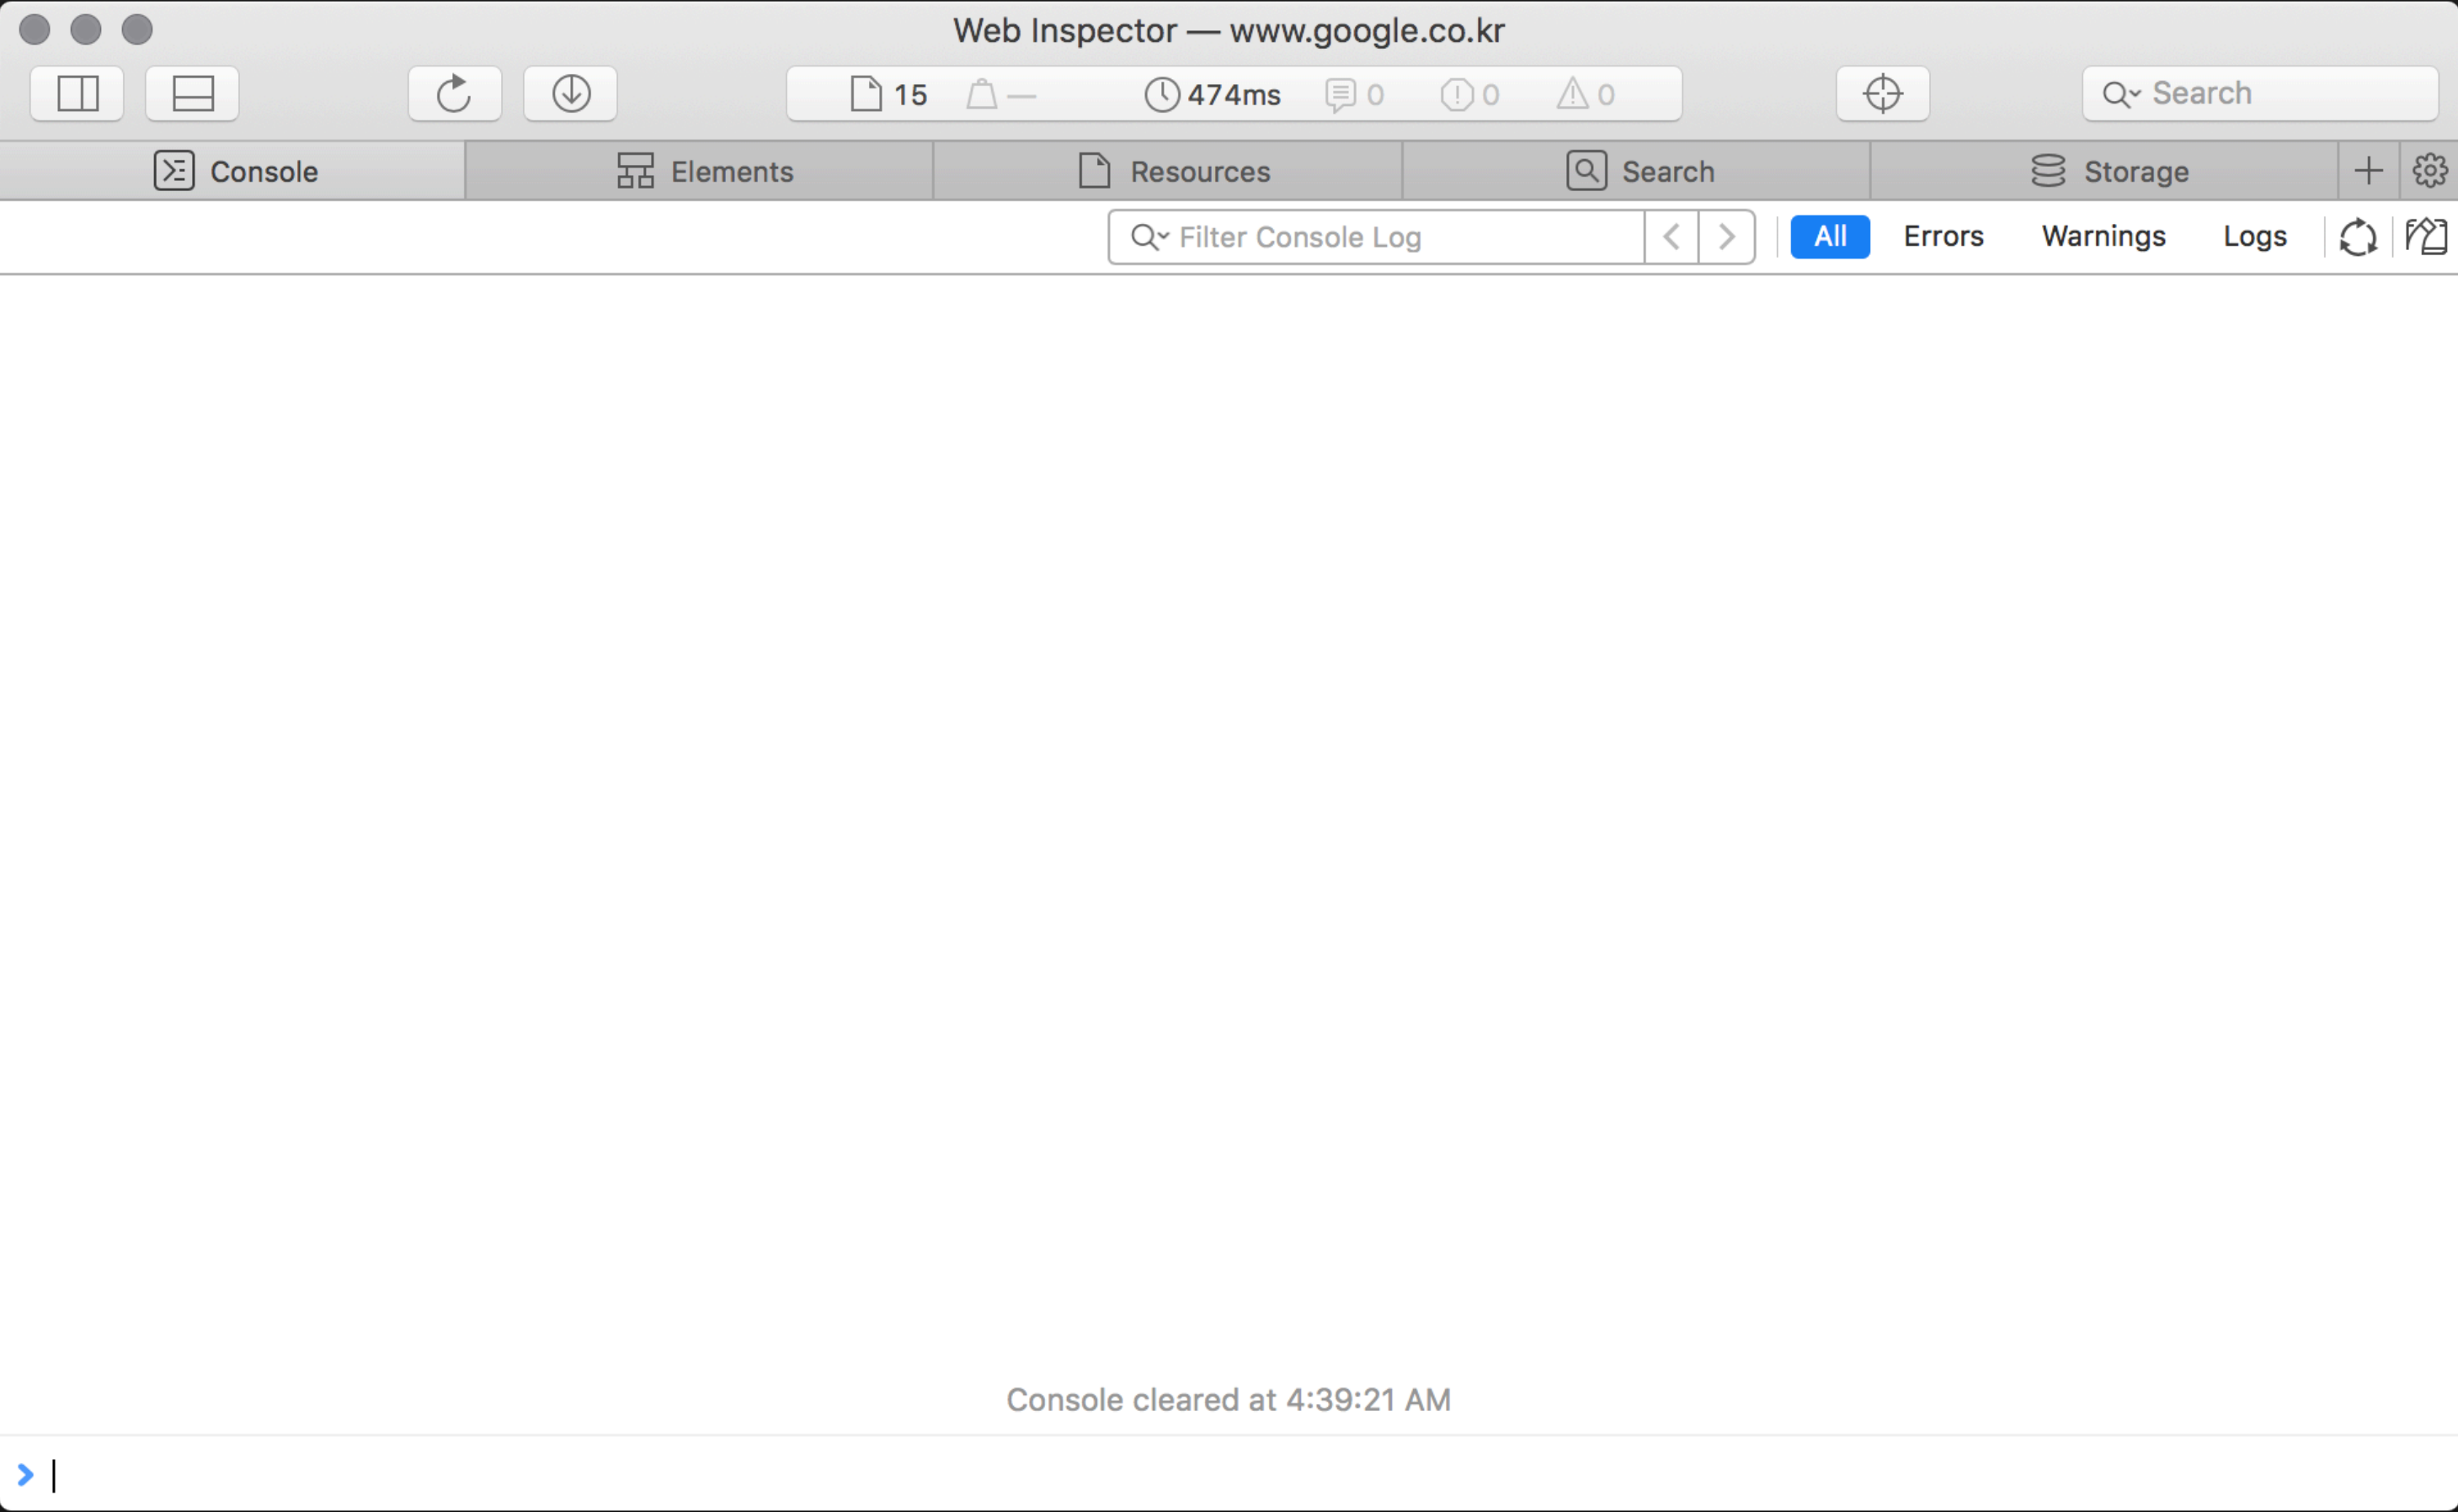 Web Inspector — www.google.co.kr
15 — 474ms 0 0 0 Search
Console Elements Resources Search Storage
Filter Console Log All Errors Warnings Logs
Console cleared at 4:39:21 AM